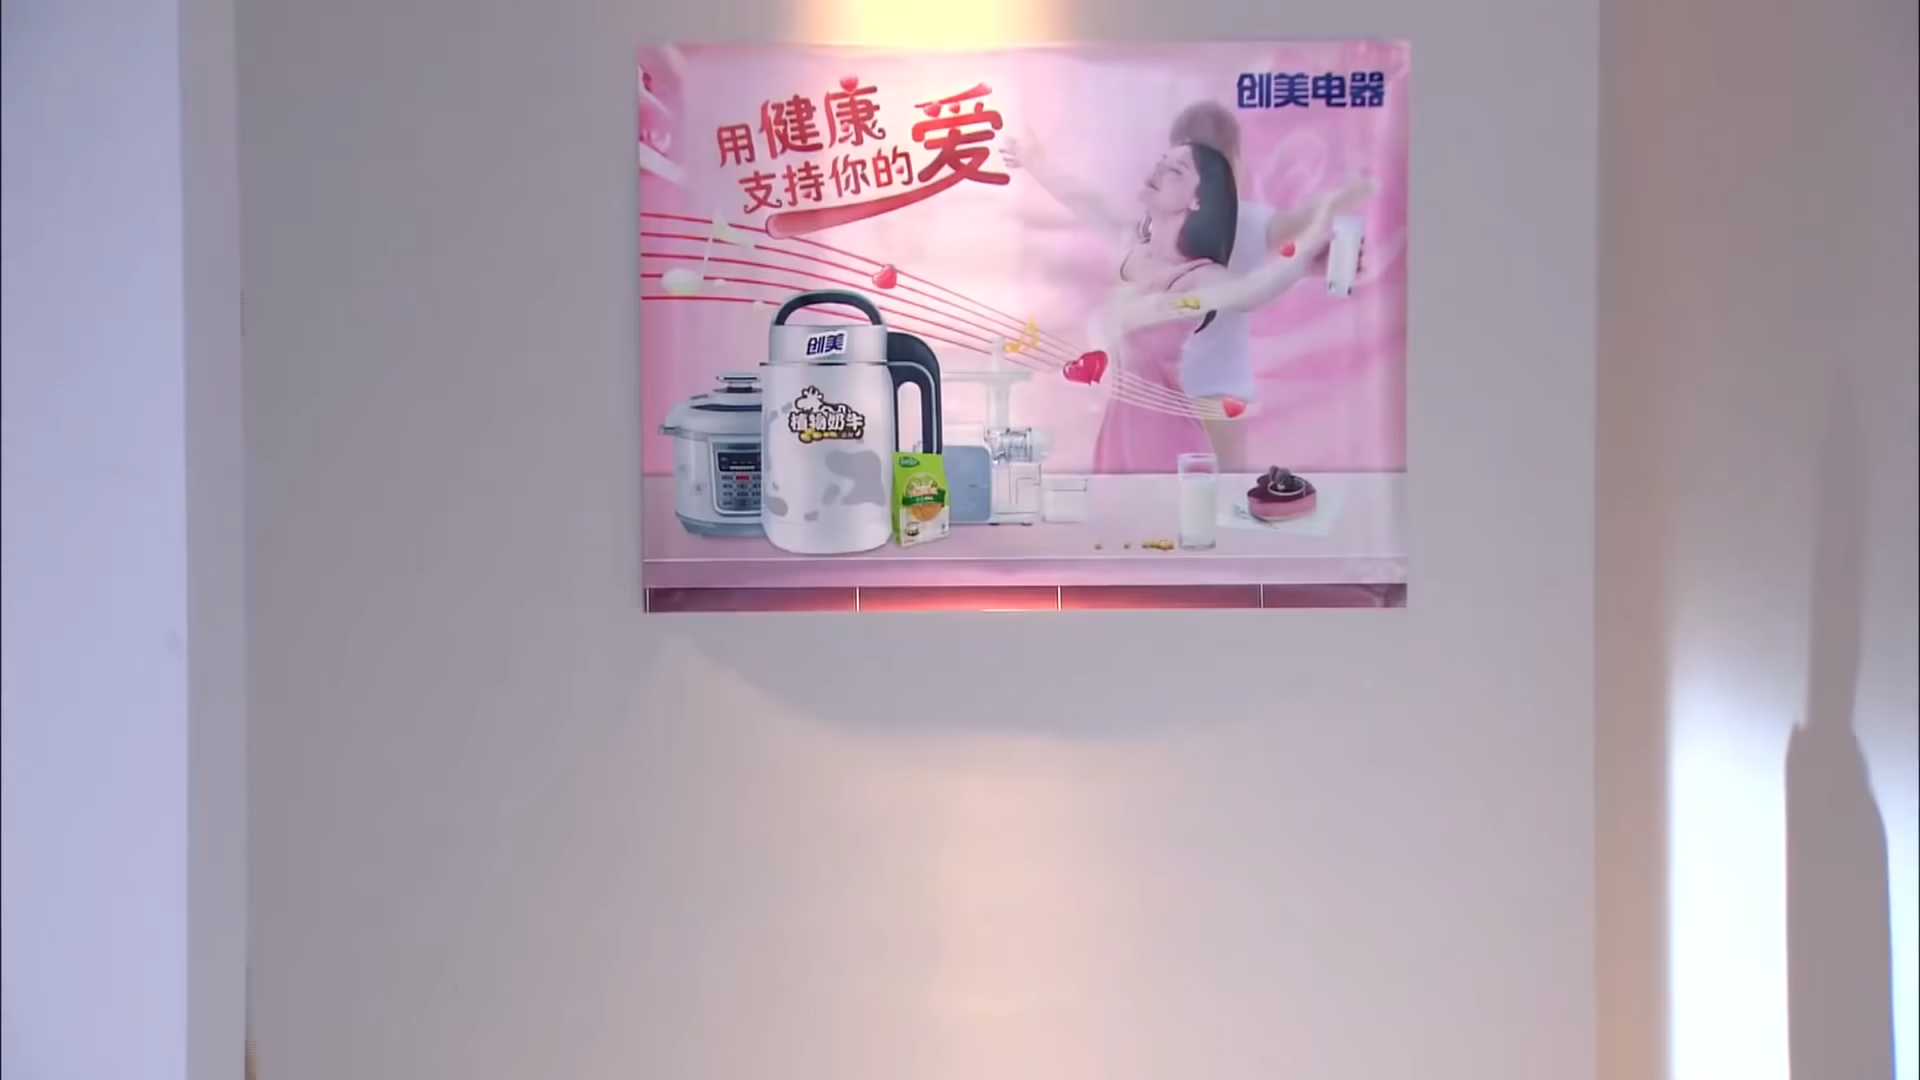 用健康
支持你的爱
创美电器
创美
植物奶牛